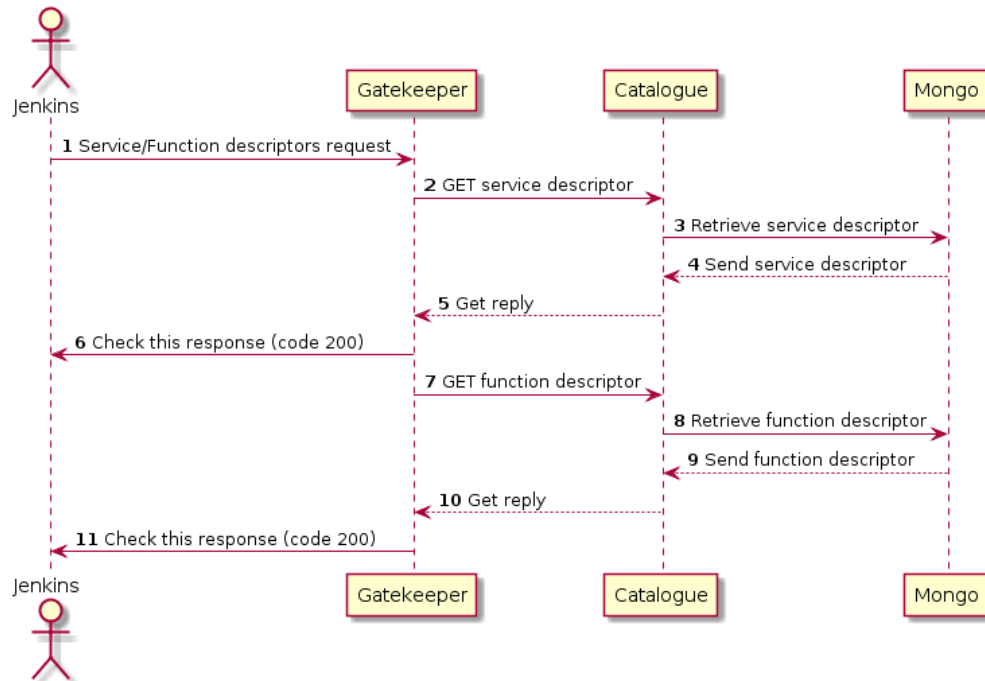 Jenkins
Gatekeeper
Catalogue
Mongo
1 Service/Function descriptors request
2 GET service descriptor
3 Retrieve service descriptor
4 Send service descriptor
5 Get reply
6 Check this response (code 200)
7 GET function descriptor
8 Retrieve function descriptor
9 Send function descriptor
10 Get reply
11 Check this response (code 200)
Jenkins
Gatekeeper
Catalogue
Mongo